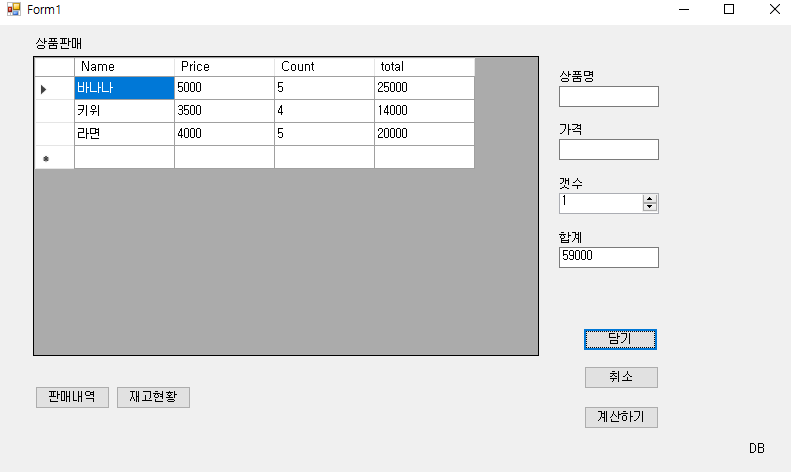 Form1
상품판매
Name Price Count total
바나나 5000 5 25000
키위 3500 4 14000
라면 4000 5 20000
상품명
가격
갯수
1
합계
59000
담기
취소
계산하기
판매내역 재고현황
DB